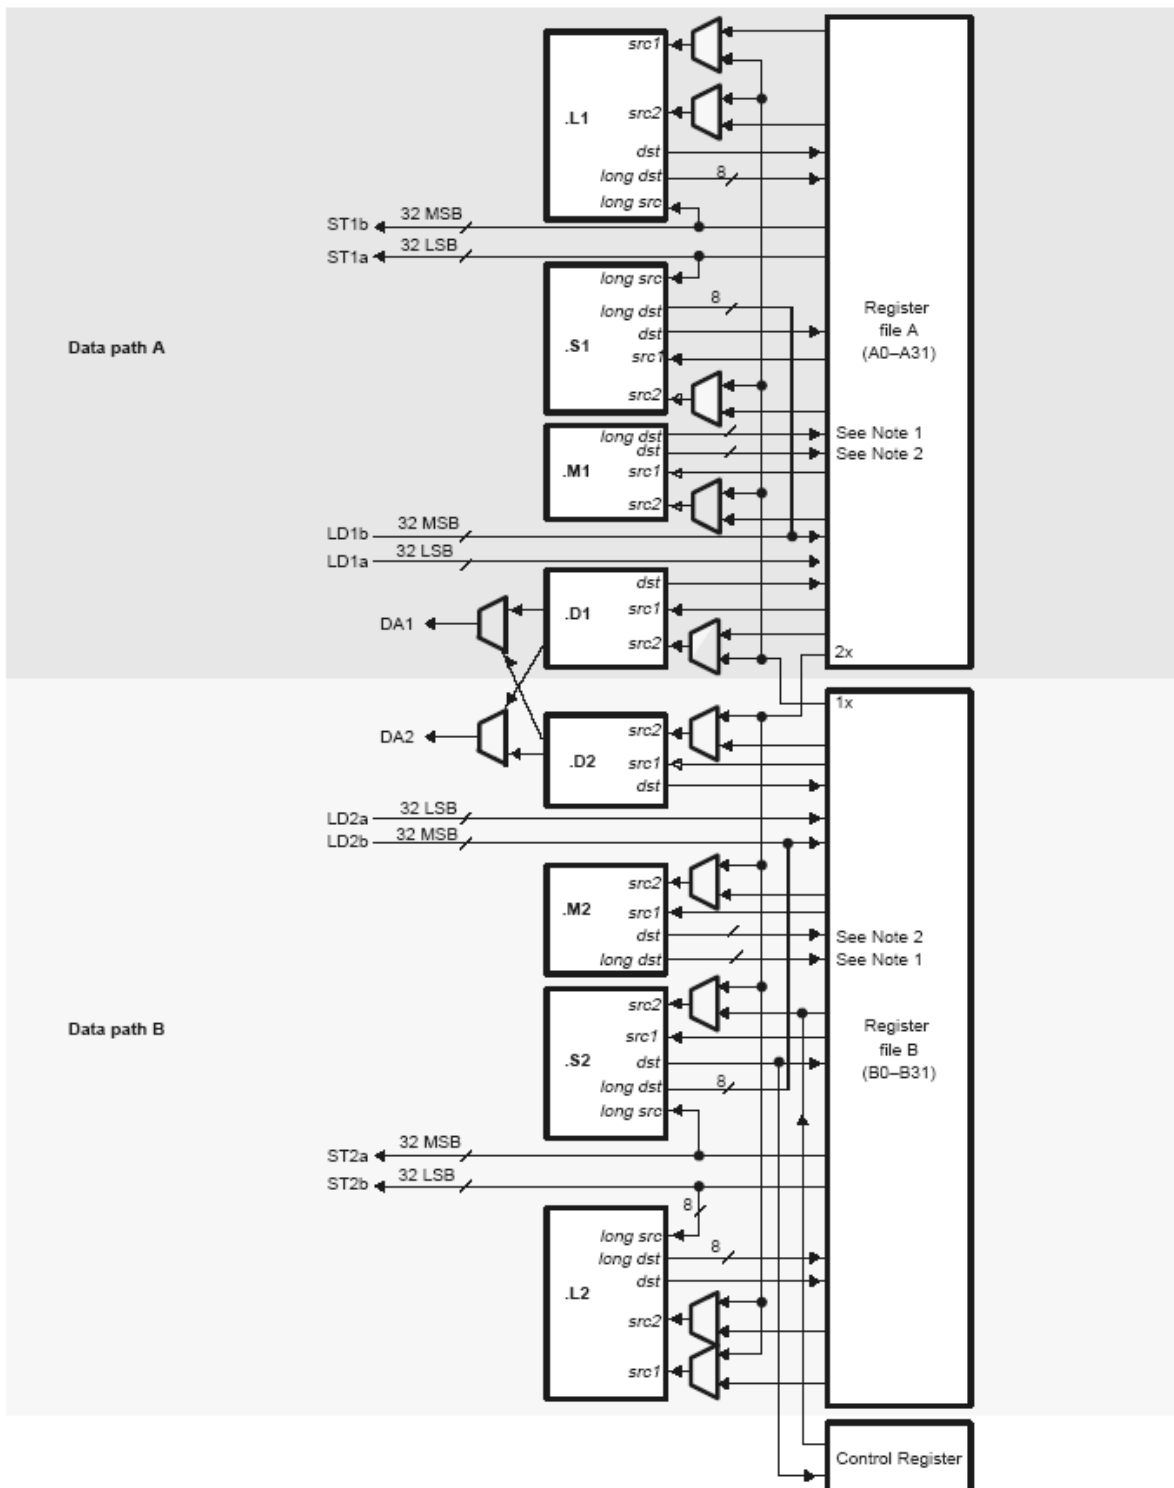 src1
.L1
src2
dst
long dst
8
long src
ST1b
32 MSB
ST1a
32 LSB
long src
8
long dst
dst
.S1
src1
src2
Data path A
Register
file A
(A0–A31)
long dst
See Note 1
dst
See Note 2
.M1
src1
src2
LD1b
32 MSB
LD1a
32 LSB
dst
.D1
src1
DA1
src2
2x
1x
DA2
src2
.D2
src1
dst
LD2a
32 LSB
LD2b
32 MSB
src2
.M2
src1
dst
See Note 2
long dst
See Note 1
src2
Data path B
src1
.S2
dst
Register
file B
(B0–B31)
long dst
8
long src
ST2a
32 MSB
ST2b
32 LSB
8
long src
long dst
8
dst
.L2
src2
src1
Control Register